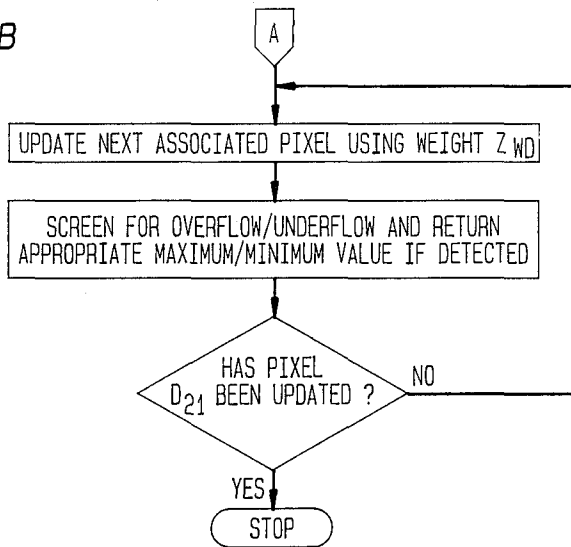 B
A
UPDATE NEXT ASSOCIATED PIXEL USING WEIGHT Z WD
SCREEN FOR OVERFLOW/UNDERFLOW AND RETURN
APPROPRIATE MAXIMUM/MINIMUM VALUE IF DETECTED
HAS PIXEL
D21 BEEN UPDATED ?
NO
YES
STOP